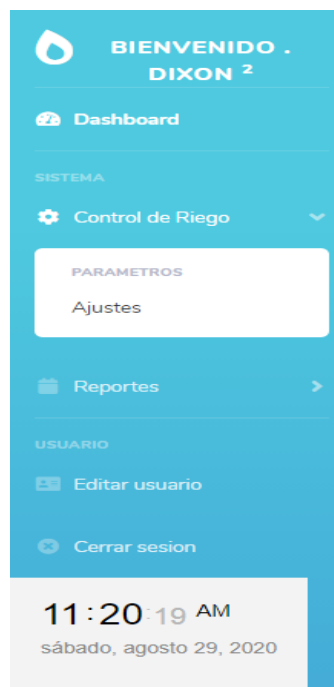 BIENVENIDO .
DIXON ²
Dashboard
SISTEMA
Control de Riego
PARAMETROS
Ajustes
Reportes
USUARIO
Editar usuario
Cerrar sesion
11:20:19 AM
sábado, agosto 29, 2020